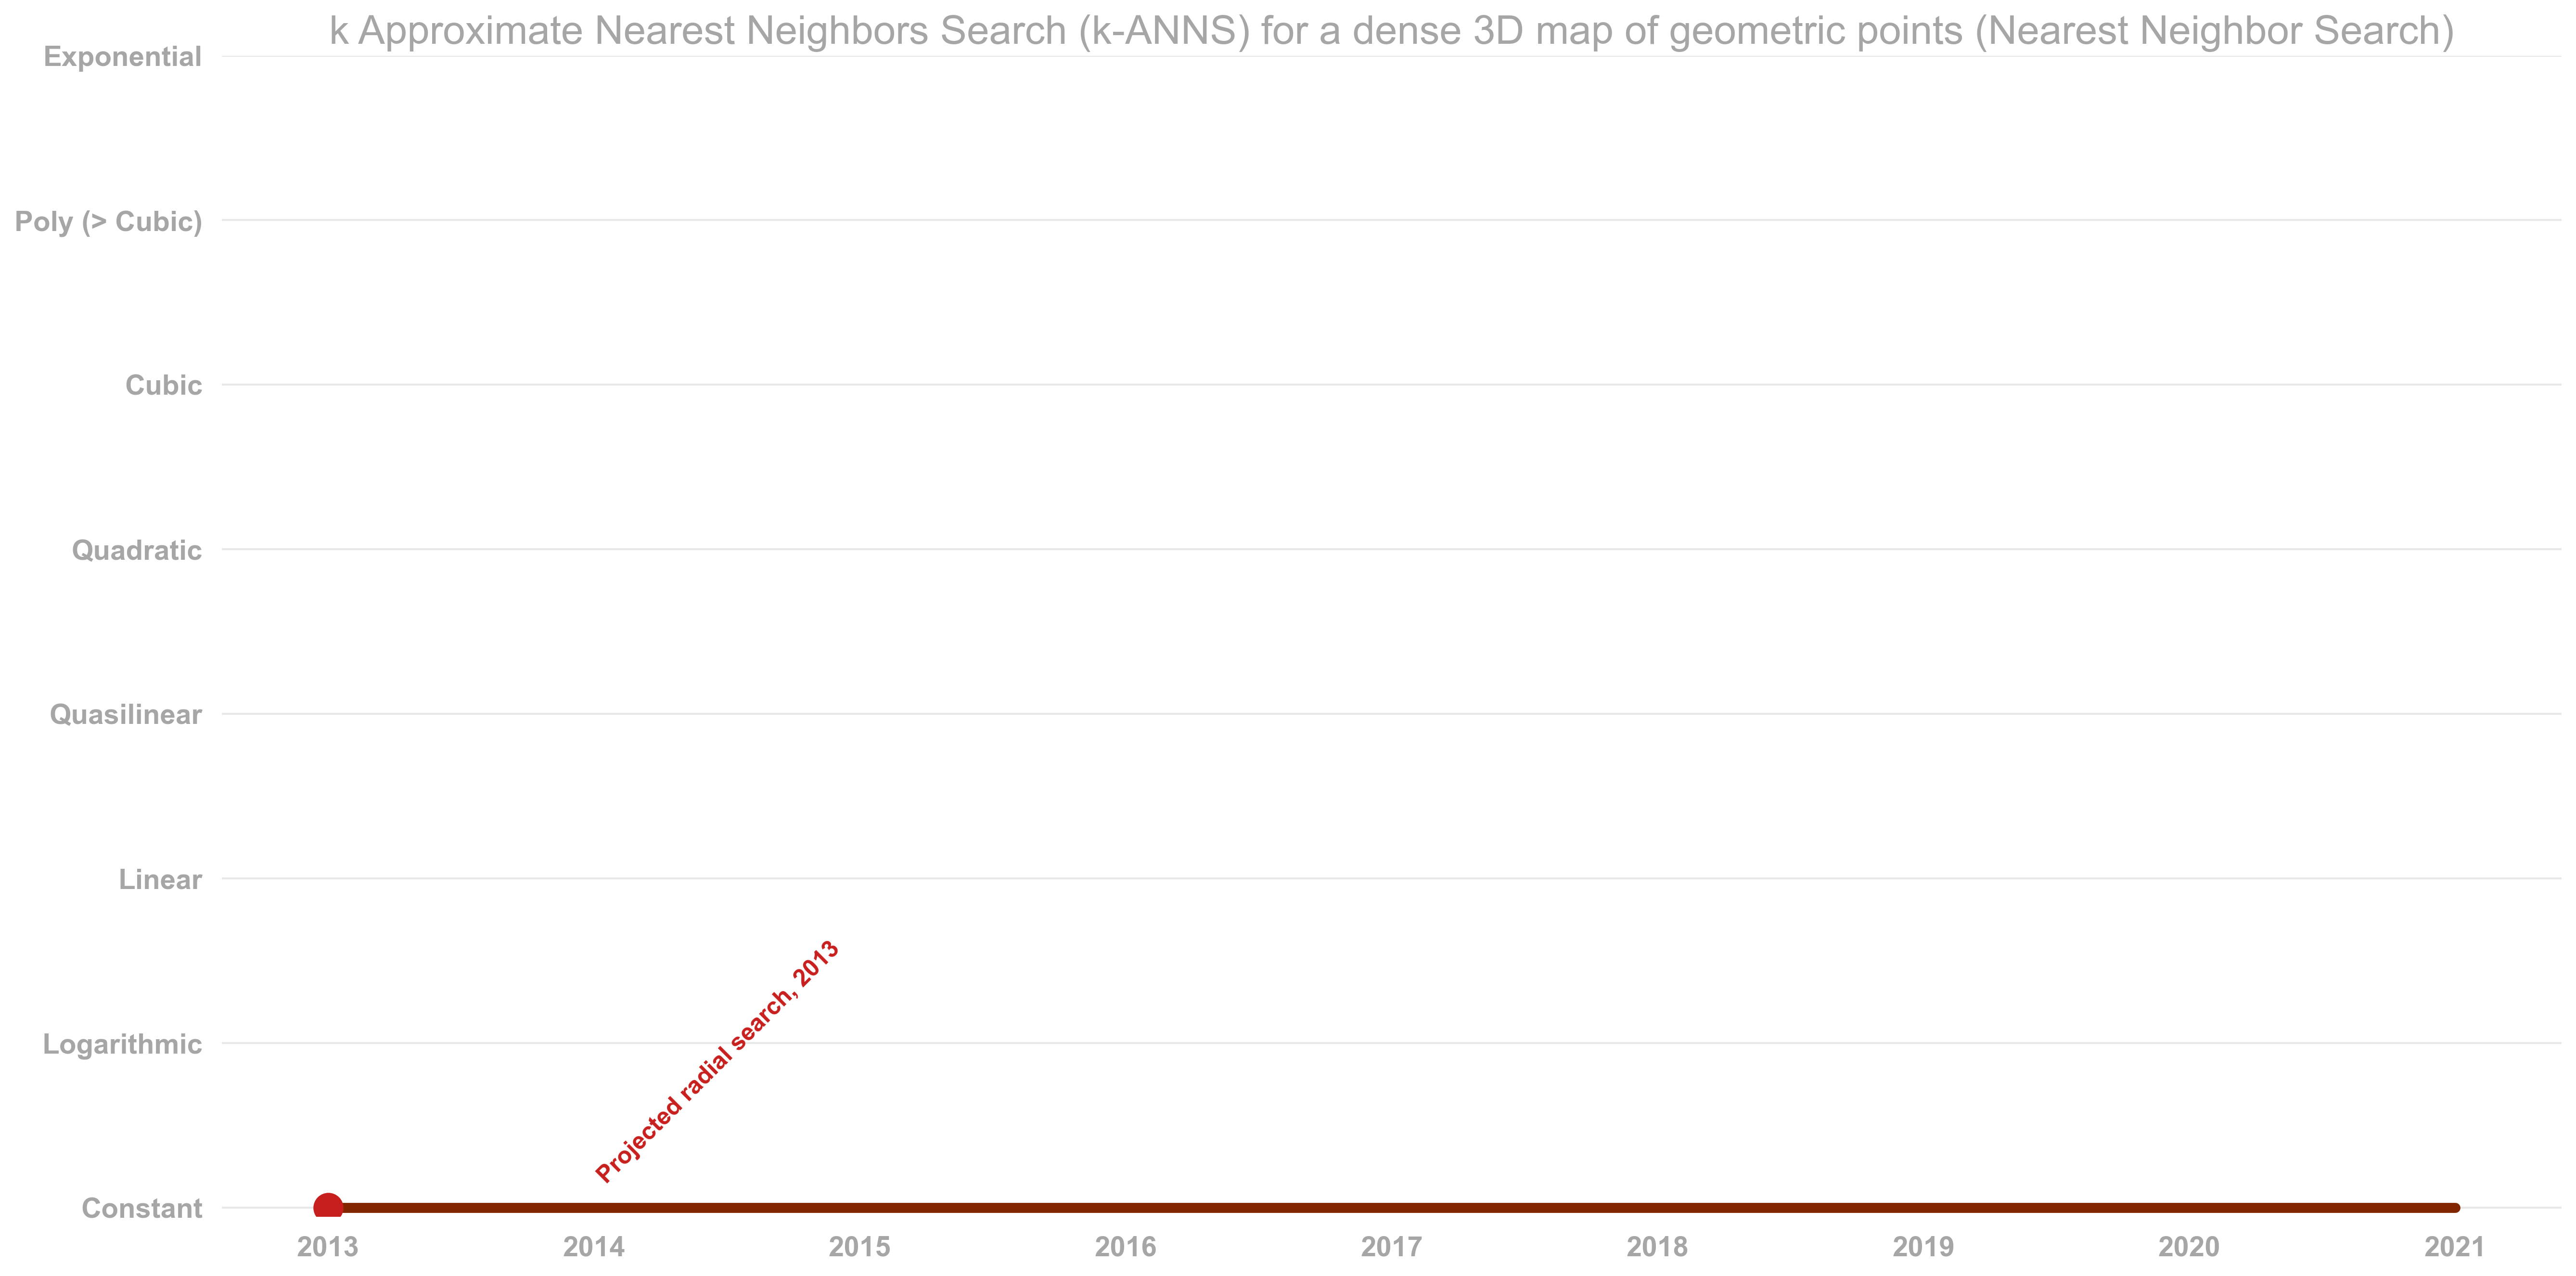 k Approximate Nearest Neighbors Search (k-ANNS) for a dense 3D map of geometric points (Nearest Neighbor Search)
Exponential
Poly (> Cubic)
Cubic
Quadratic
Quasilinear
Linear
Logarithmic
Constant
Projected radial search, 2013
2013 2014 2015 2016 2017 2018 2019 2020 2021